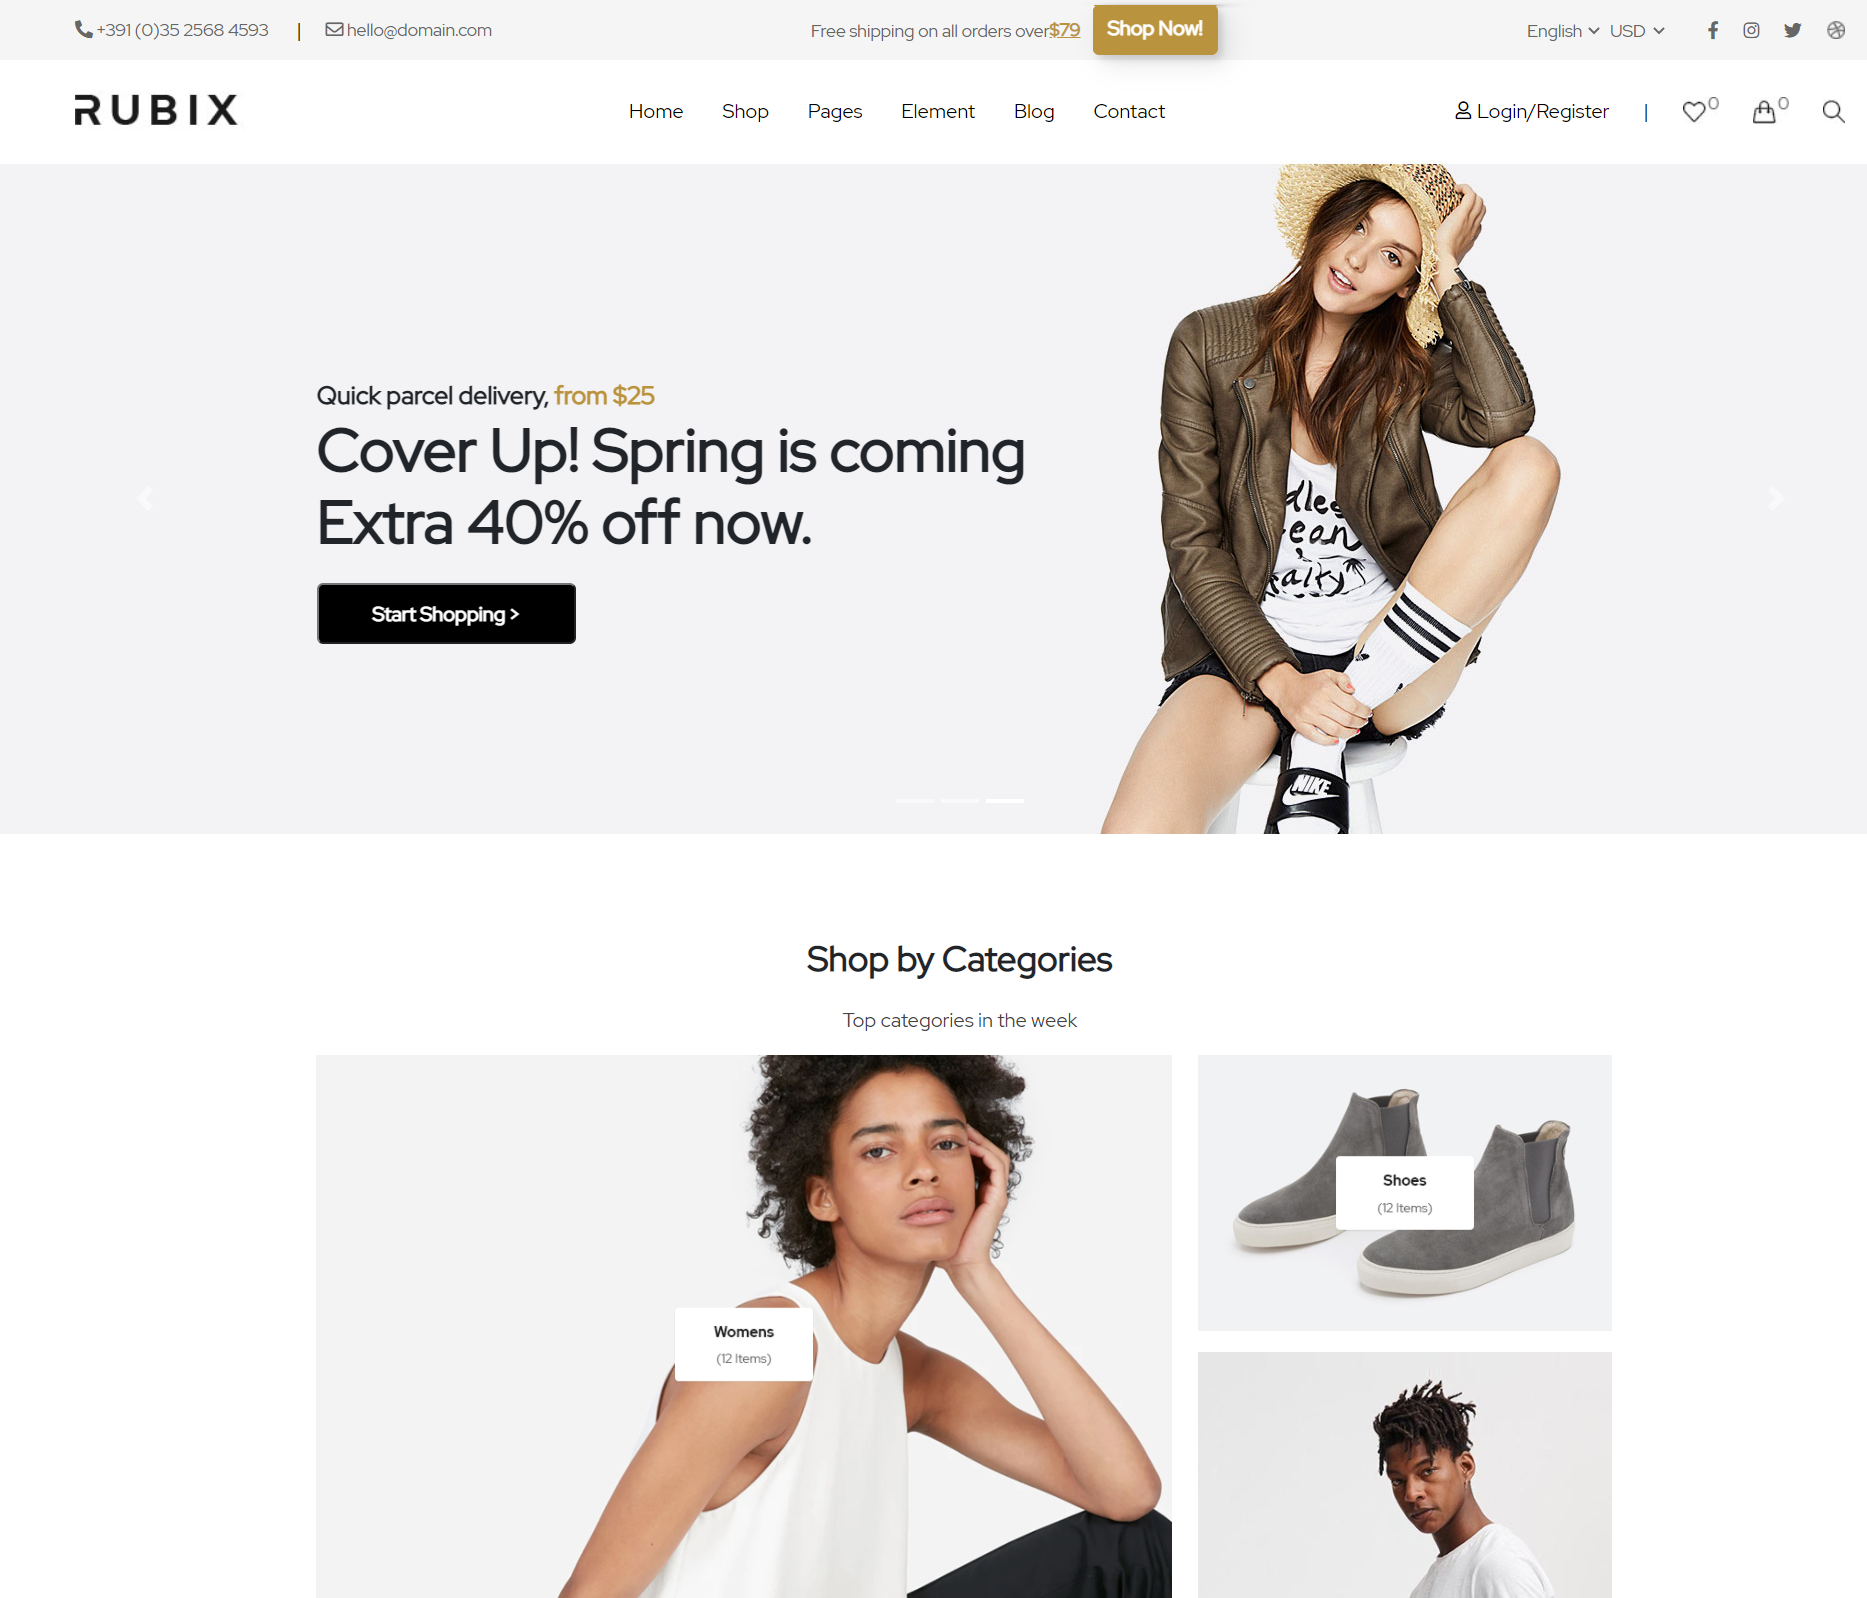 +391 (0)35 2568 4593 | hello@domain.com Free shipping on all orders over$79 Shop Now! English USD
RUBIX Home Shop Pages Element Blog Contact Login/Register | 0 0
Quick parcel delivery, from $25
Cover Up! Spring is coming
Extra 40% off now.
Start Shopping >
NIKE
Shop by Categories
Top categories in the week
Shoes
(12 Items)
Womens
(12 Items)